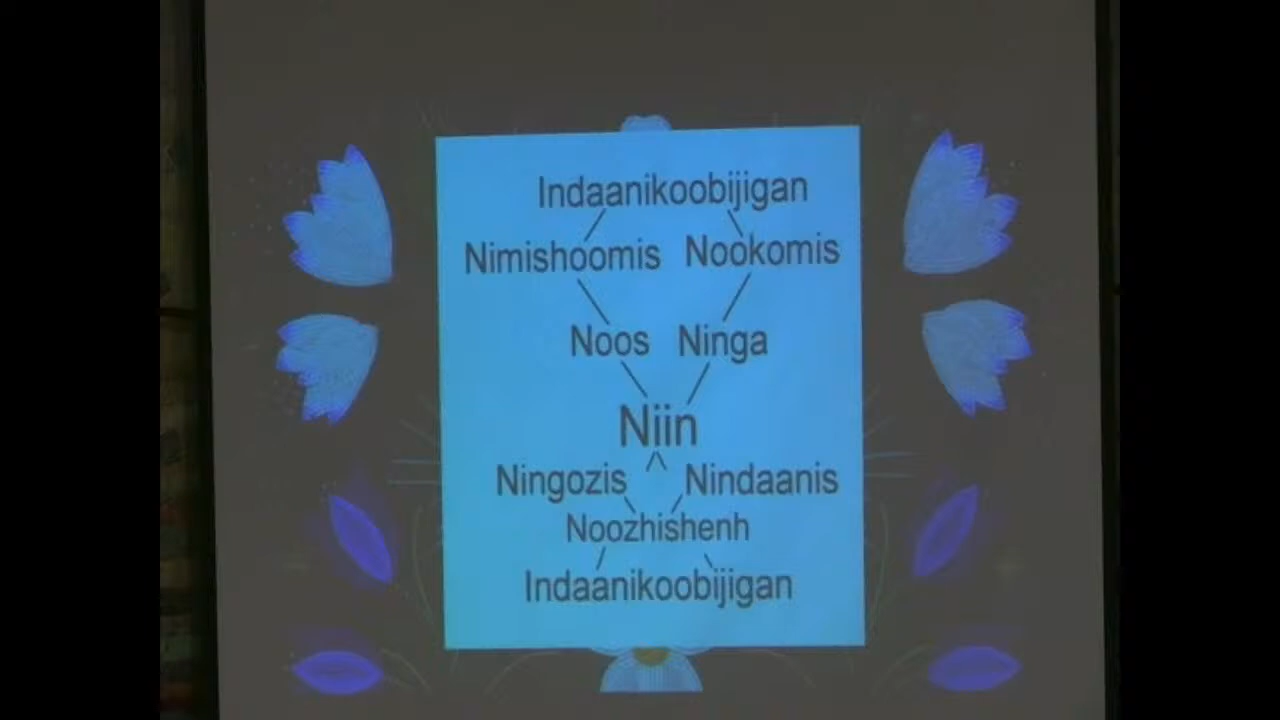 Indaanikoobijigan
Nimishoomis Nookomis
Noos Ninga
Niin
Ningozis Nindaanis
Noozhishenh
Indaanikoobijigan